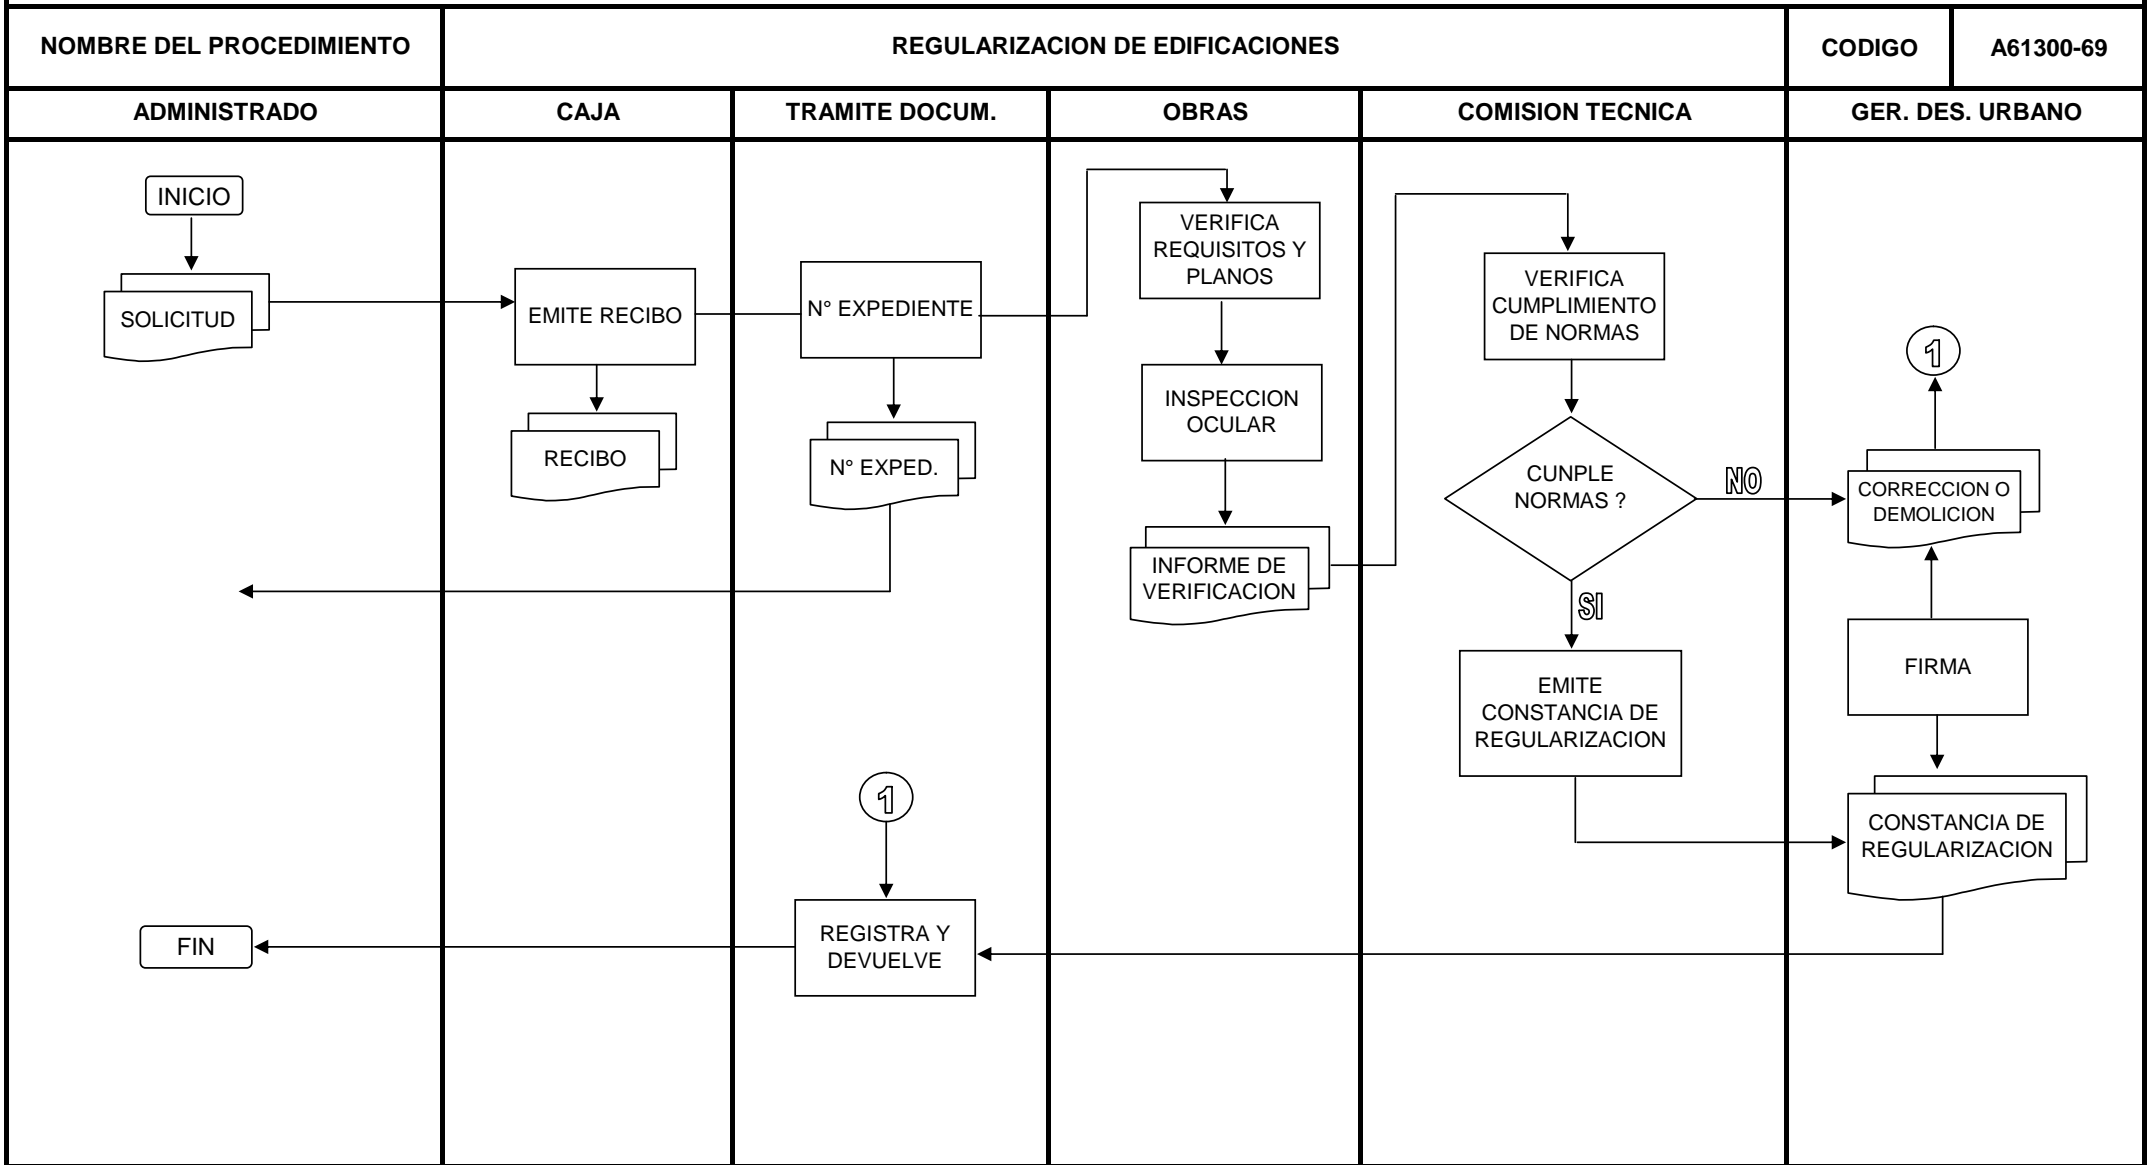 NOMBRE DEL PROCEDIMIENTO
REGULARIZACION DE EDIFICACIONES
CODIGO
A61300-69
ADMINISTRADO
CAJA
TRAMITE DOCUM.
OBRAS
COMISION TECNICA
GER. DES. URBANO
INICIO
SOLICITUD
EMITE RECIBO
RECIBO
N° EXPEDIENTE
N° EXPED.
VERIFICA
REQUISITOS Y
PLANOS
INSPECCION
OCULAR
INFORME DE
VERIFICACION
VERIFICA
CUMPLIMIENTO
DE NORMAS
CUNPLE
NORMAS ?
NO
SI
EMITE
CONSTANCIA DE
REGULARIZACION
1
CORRECCION O
DEMOLICION
FIRMA
CONSTANCIA DE
REGULARIZACION
1
REGISTRA Y
DEVUELVE
FIN